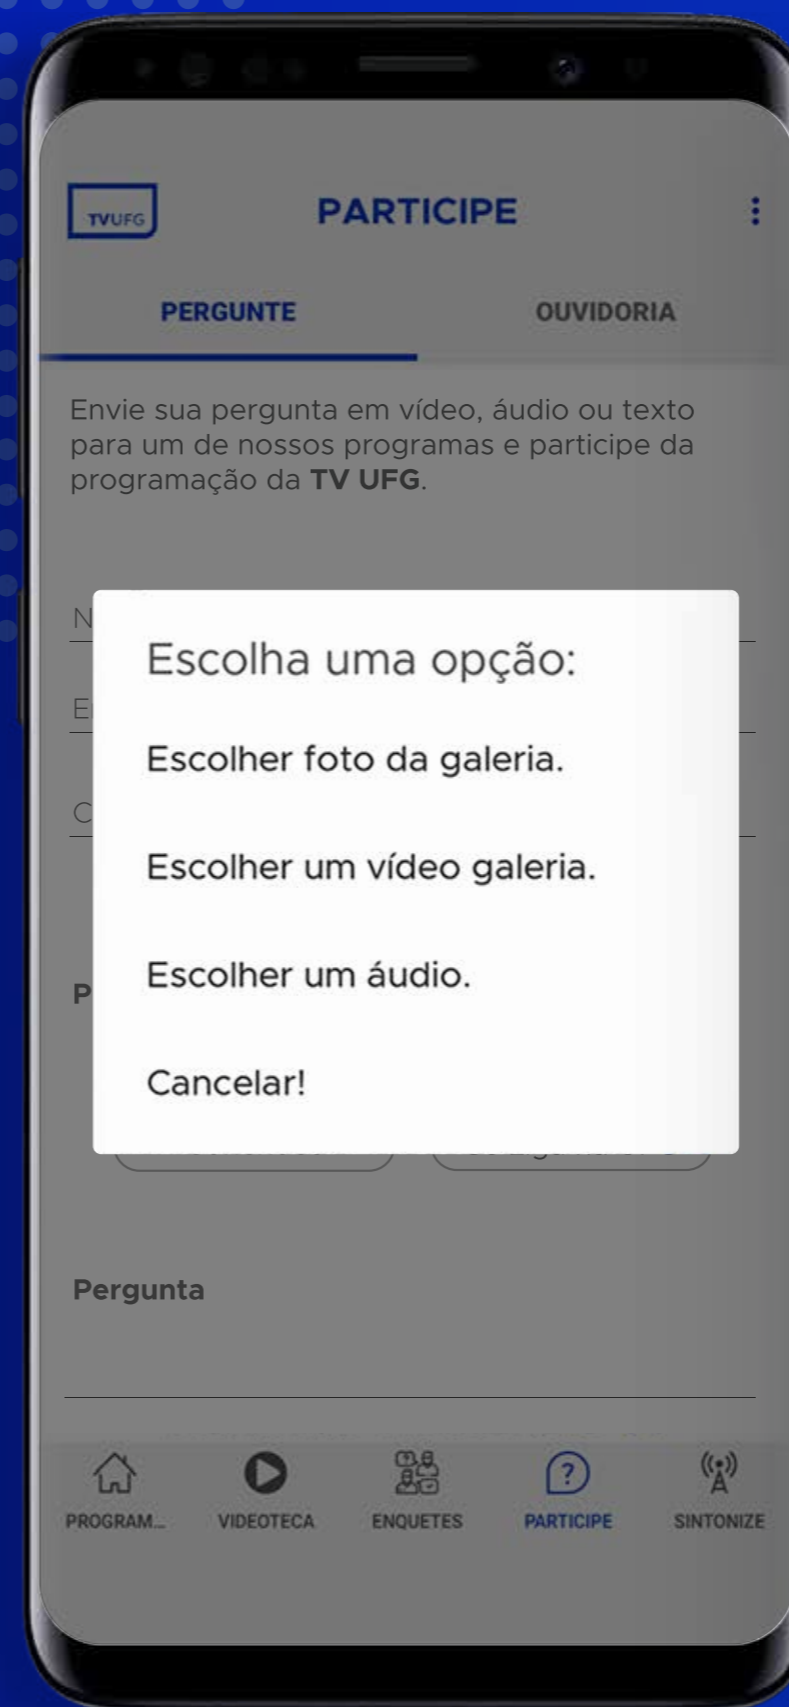 TVUFG
PARTICIPE
PERGUNTE
OUVIDORIA
Envie sua pergunta em vídeo, áudio ou texto
para um de nossos programas e participe da
programação da TV UFG.
N
E
C
Escolha uma opção:
Escolher foto da galeria.
Escolher um vídeo galeria.
Escolher um áudio.
Cancelar!
P
Pergunta
PROGRAM...
VIDEOTECA
ENQUETES
PARTICIPE
SINTONIZE